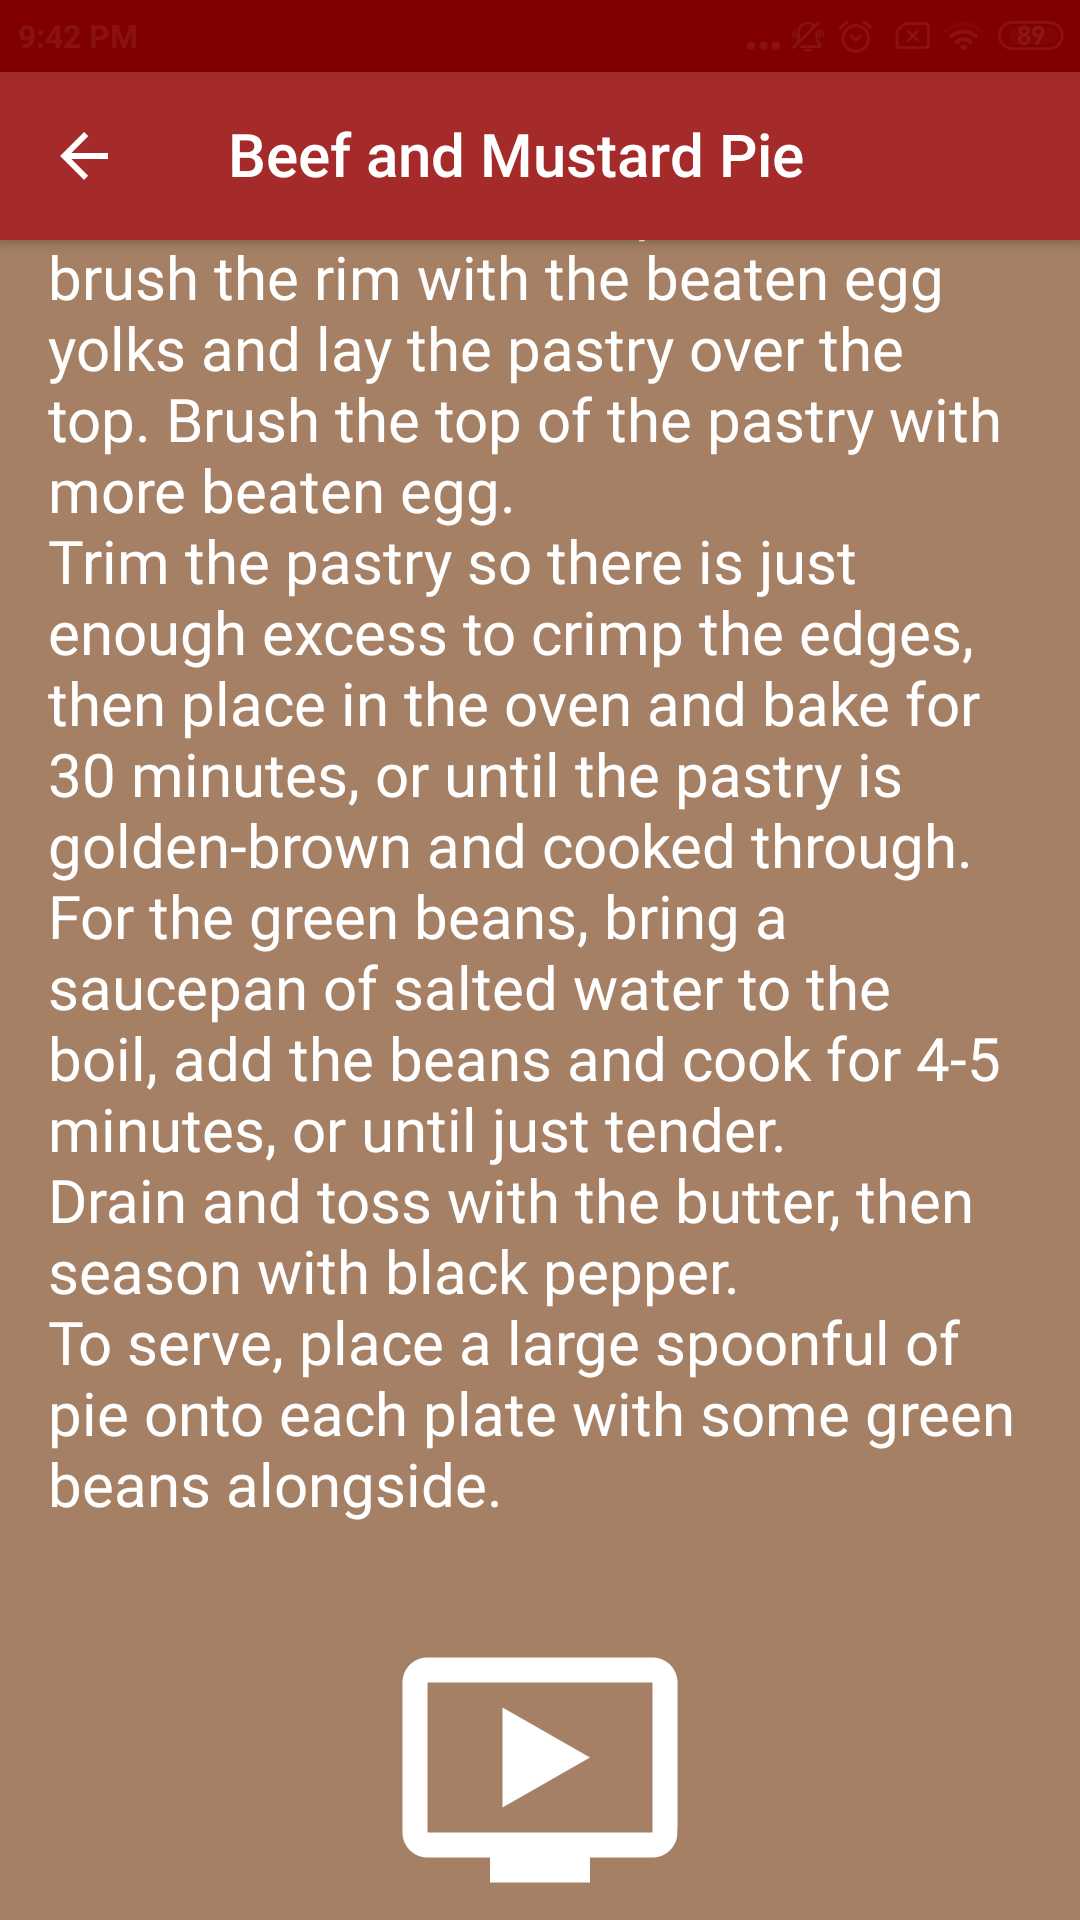 9:42 PM
89
Beef and Mustard Pie
brush the rim with the beaten egg
yolks and lay the pastry over the
top. Brush the top of the pastry with
more beaten egg.
Trim the pastry so there is just
enough excess to crimp the edges,
then place in the oven and bake for
30 minutes, or until the pastry is
golden-brown and cooked through.
For the green beans, bring a
saucepan of salted water to the
boil, add the beans and cook for 4-5
minutes, or until just tender.
Drain and toss with the butter, then
season with black pepper.
To serve, place a large spoonful of
pie onto each plate with some green
beans alongside.